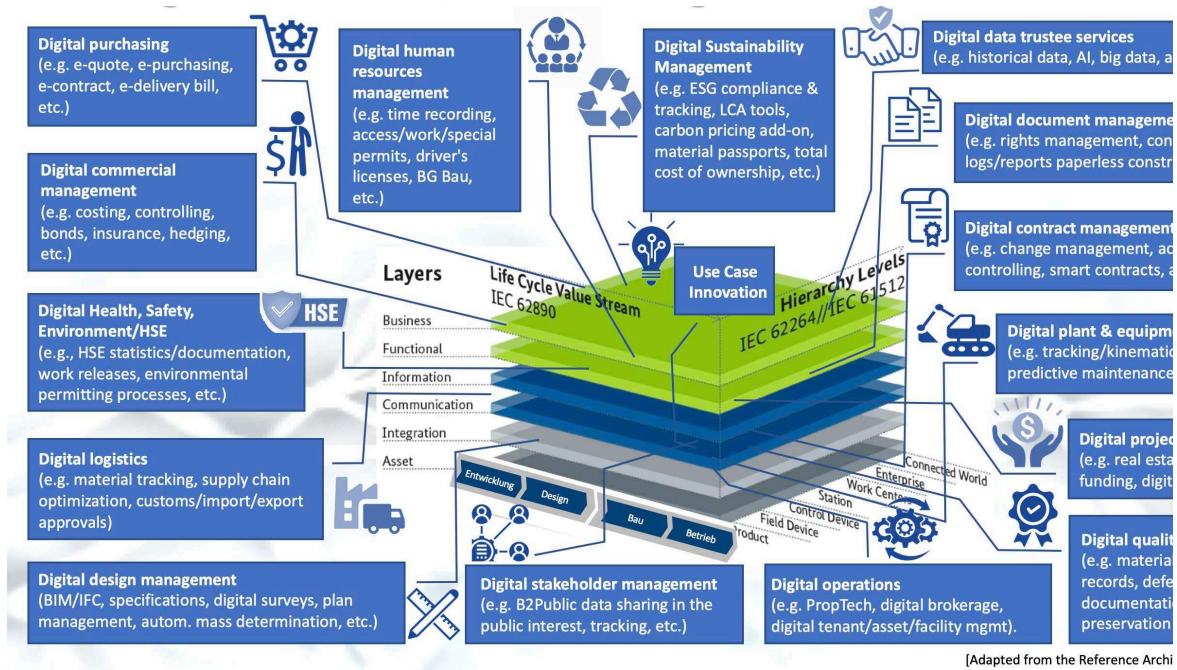 Digital purchasing
(e.g. e-quote, e-purchasing,
e-contract, e-delivery bill,
etc.)
Digital human
resources
management
(e.g. time recording,
access/work/special
permits, driver's
licenses, BG Bau,
etc.)
Digital Sustainability
Management
(e.g. ESG compliance &
tracking, LCA tools,
carbon pricing add-on,
material passports, total
cost of ownership, etc.)
Digital data trustee services
(e.g. historical data, AI, big data, a
Digital document manageme
(e.g. rights management, con
logs/reports paperless constr
Digital commercial
management
(e.g. costing, controlling,
bonds, insurance, hedging,
etc.)
Digital contract management
(e.g. change management, ac
controlling, smart contracts, a
Layers
Life Cycle Value Stream
IEC 62890
Use Case
Innovation
Hierarchy Levels
IEC 62264//IEC 61512
Business
Functional
Information
Communication
Integration
Asset
Digital Health, Safety,
Environment/HSE
(e.g., HSE statistics/documentation,
work releases, environmental
permitting processes, etc.)
HSE
Digital plant & equipm
(e.g. tracking/kinematic
predictive maintenance
Digital logistics
(e.g. material tracking, supply chain
optimization, customs/import/export
approvals)
Digital projec
(e.g. real esta
funding, digit
Entwicklung
Design
Bau
Betrieb
Connected World
Enterprise
Work Cente
Station
Control Device
Field Device
Product
Digital qualit
(e.g. material
records, defe
documentati
preservation
Digital design management
(BIM/IFC, specifications, digital surveys, plan
management, autom. mass determination, etc.)
Digital stakeholder management
(e.g. B2Public data sharing in the
public interest, tracking, etc.)
Digital operations
(e.g. PropTech, digital brokerage,
digital tenant/asset/facility mgmt).
[Adapted from the Reference Archi